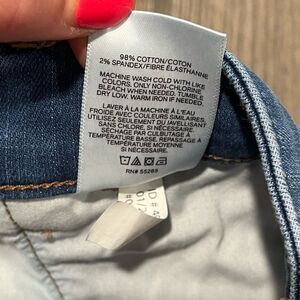 98% COTTON/COTON
2% SPANDEX/FIBRE ÉLASTHANNE
MACHINE WASH COLD WITH LIKE
COLORS. ONLY NON-CHLORINE
BLEACH WHEN NEEDED. TUMBLE
DRY LOW. WARM IRON IF NEEDED.
LAVER À LA MACHINE À L'EAU
FROIDE AVEC COULEURS SIMILAIRES.
UTILISEZ SEULEMENT DU JAVELLISANT
SANS CHLORE, SI NÉCESSAIRE.
SÉCHAGE PAR CULBUTAGE À
TEMPÉRATURE BASSE. REPASSAGE À
TEMPÉRATURE MOYENNE, SI
NÉCESSAIRE.
RN# 55285